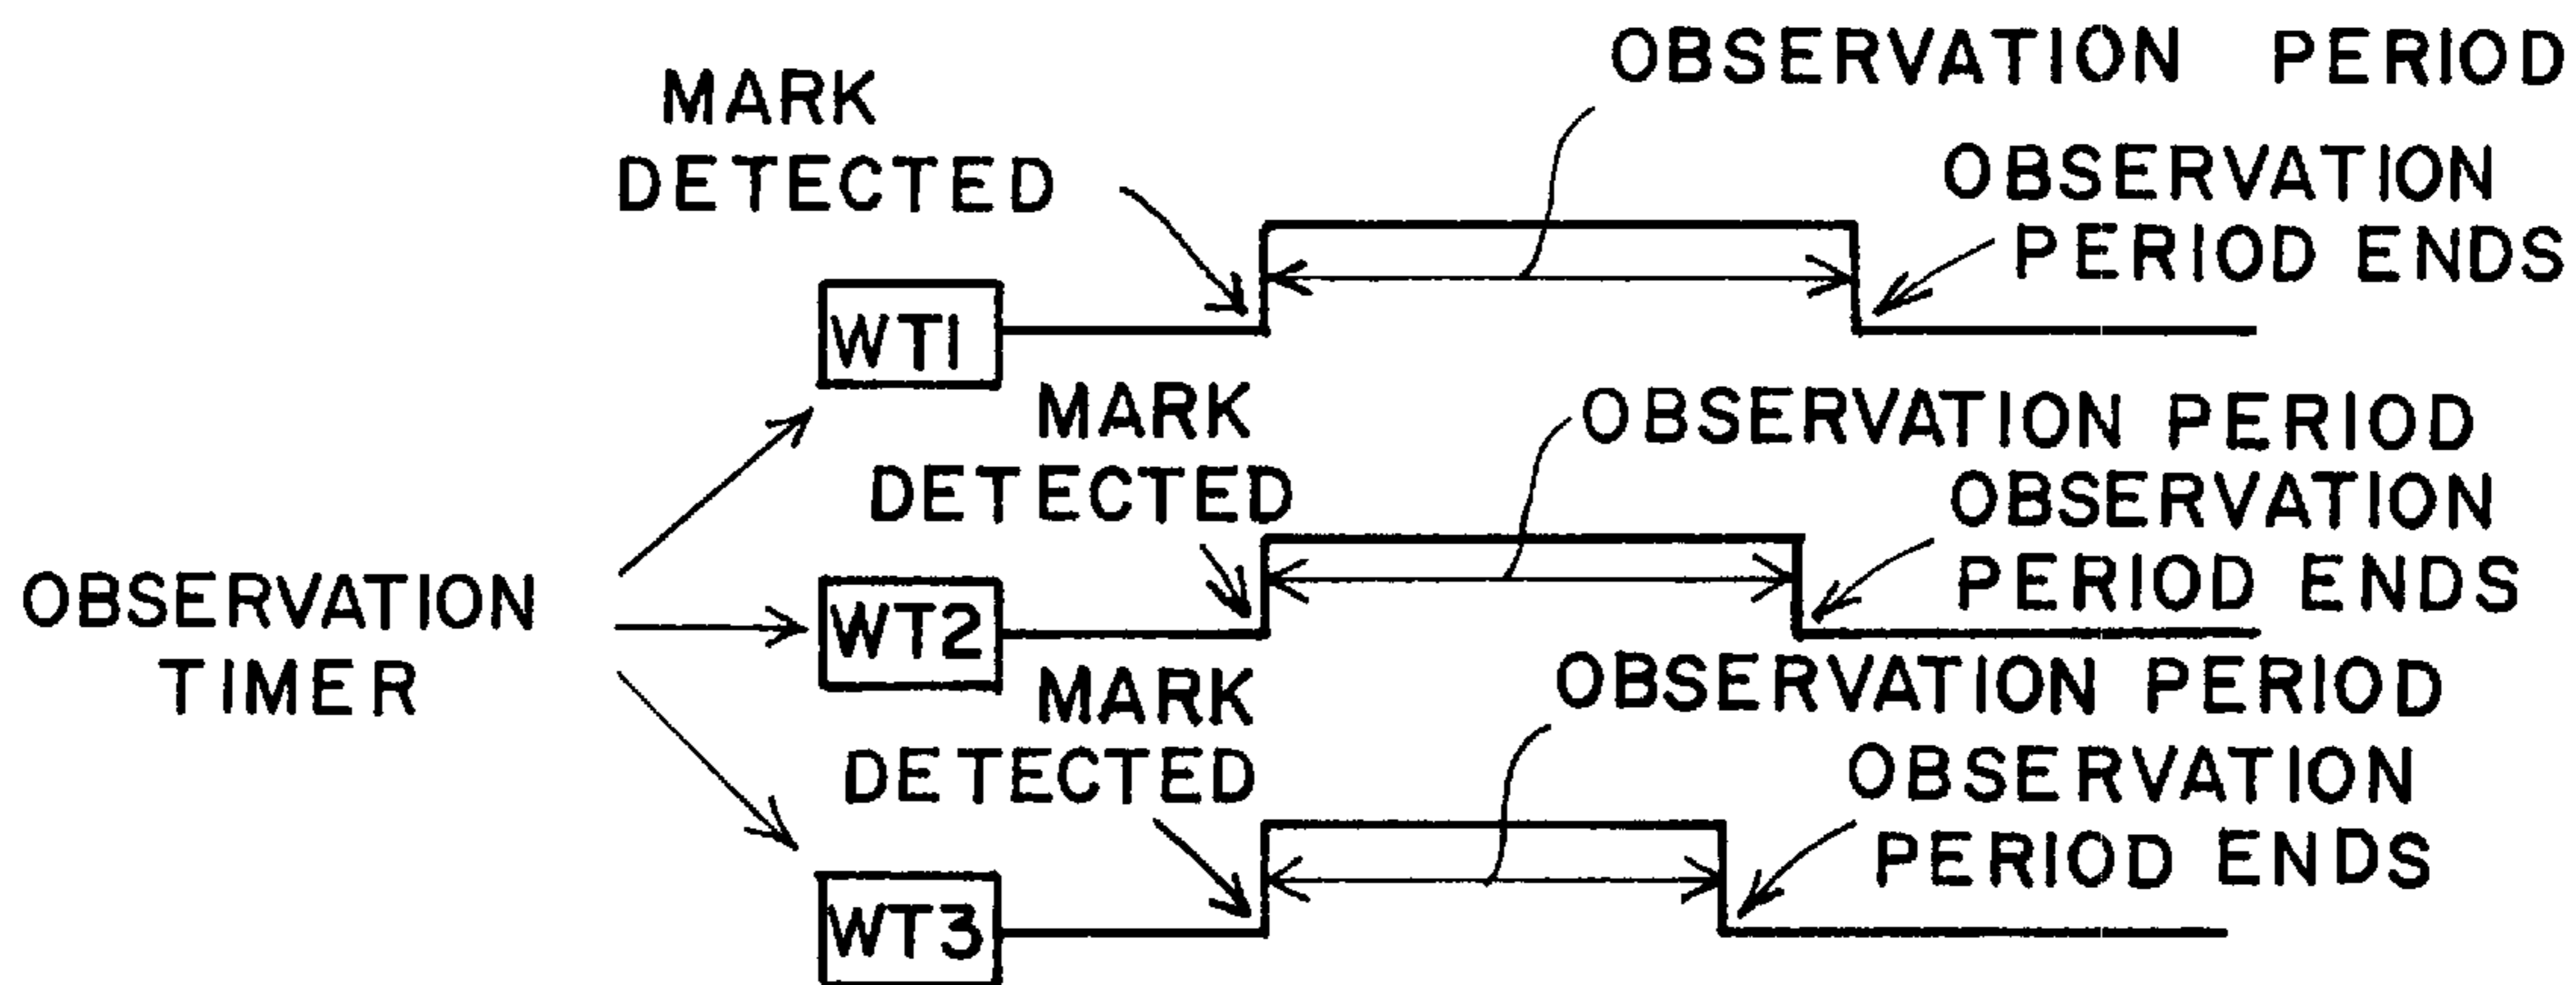 OBSERVATION PERIOD
MARK
DETECTED
OBSERVATION
PERIOD ENDS
WT1
MARK
DETECTED
OBSERVATION PERIOD
OBSERVATION
PERIOD ENDS
OBSERVATION
TIMER
WT2
MARK
DETECTED
OBSERVATION PERIOD
OBSERVATION
PERIOD ENDS
WT3